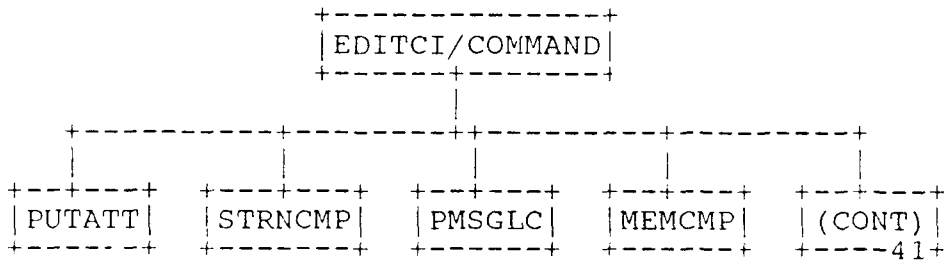 EDITCI/COMMAND
PUTATT STRNCMP PMSGLC MEMCMP (CONT)
41